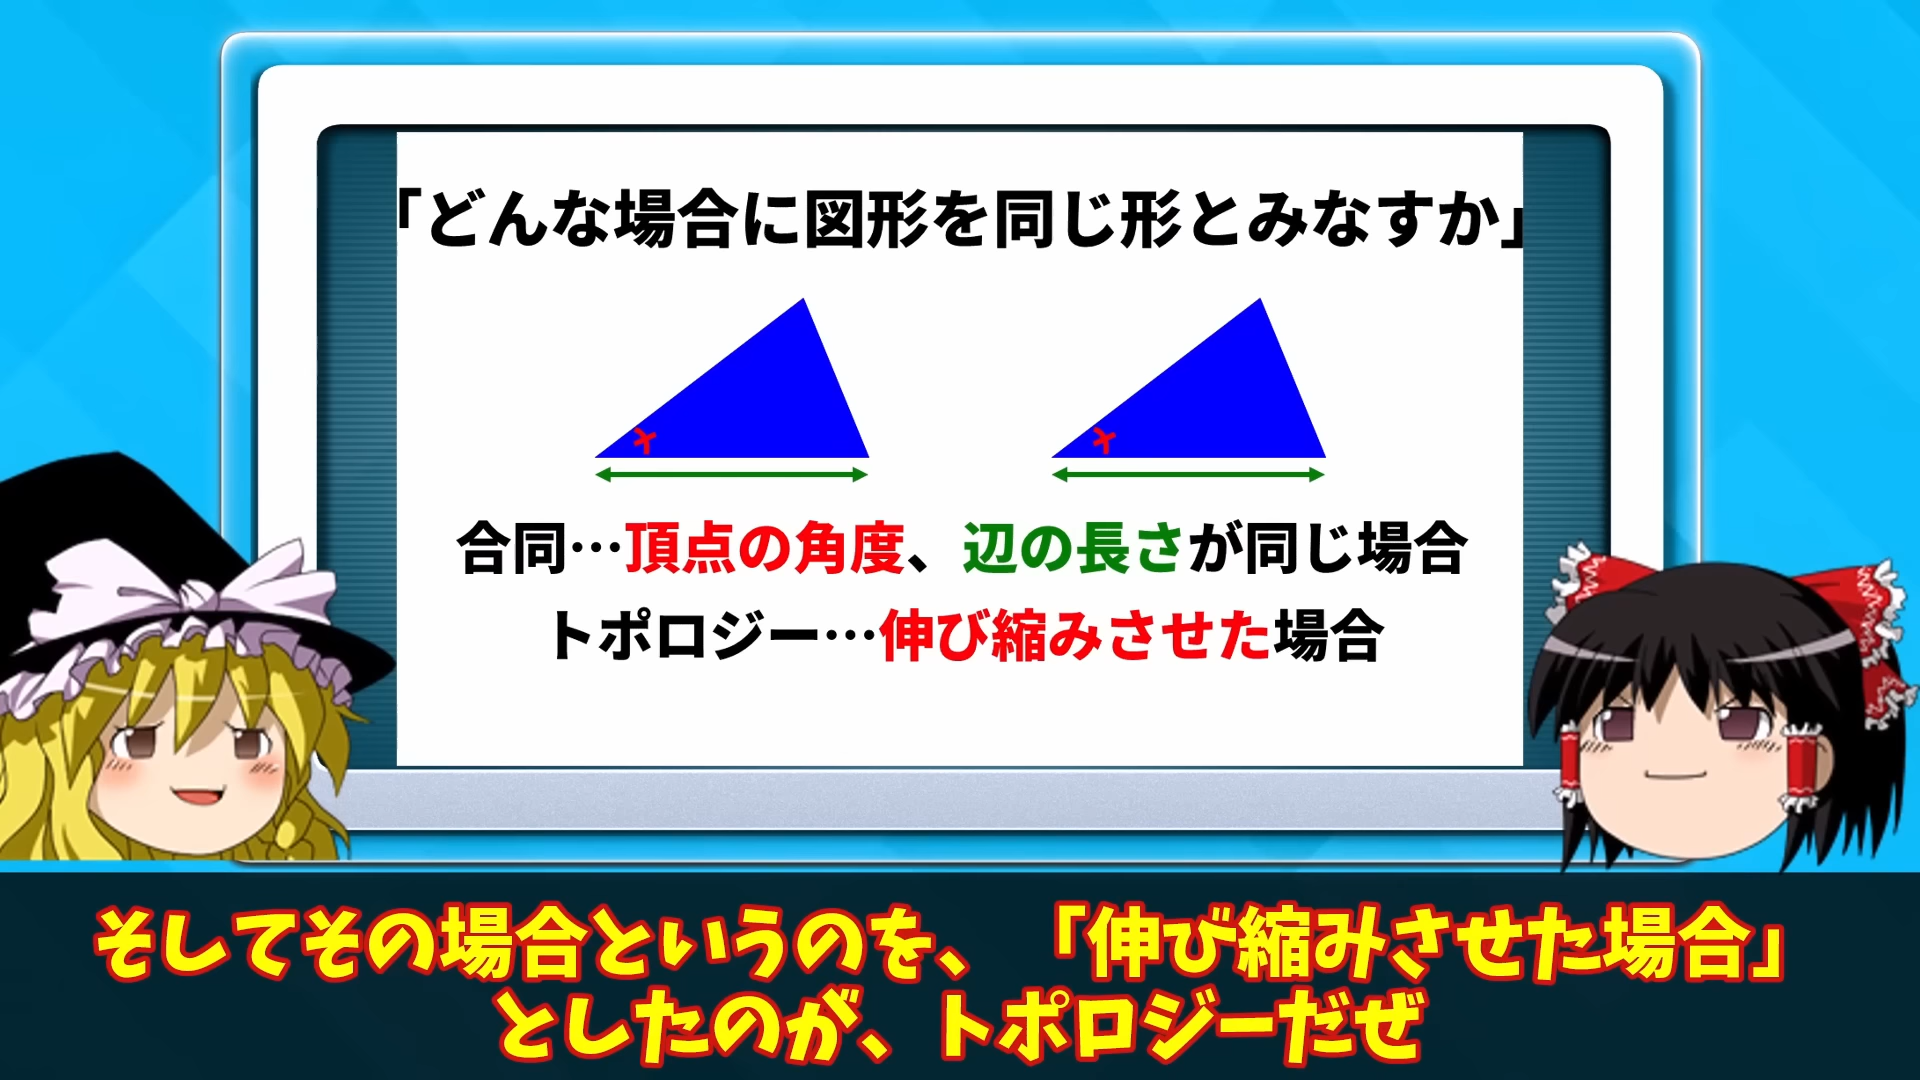 「どんな場合に図形を同じ形とみなすか」
合同…頂点の角度、辺の長さが同じ場合
トポロジー…伸び縮みさせた場合
そしてその場合というのを、「伸び縮みさせた場合」
としたのが、トポロジーだぜ